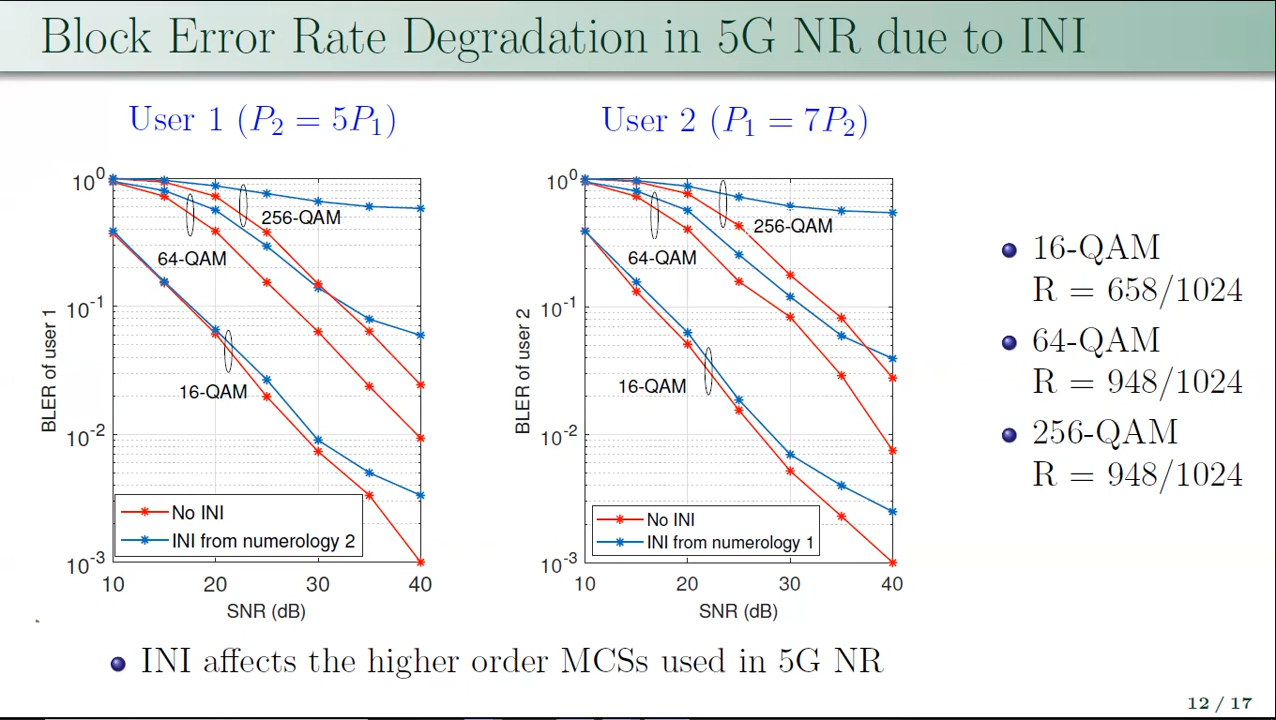 Block Error Rate Degradation in 5G NR due to INI
User 1 (P₂ = 5P₁)
10⁰
10⁻¹
10⁻²
10⁻³
BLER of user 1
256-QAM
64-QAM
16-QAM
No INI
INI from numerology 2
10 20 30 40
SNR (dB)
User 2 (P₁ = 7P₂)
10⁰
10⁻¹
10⁻²
10⁻³
BLER of user 2
256-QAM
64-QAM
16-QAM
No INI
INI from numerology 1
10 20 30 40
SNR (dB)
16-QAM
R = 658/1024
64-QAM
R = 948/1024
256-QAM
R = 948/1024
INI affects the higher order MCSs used in 5G NR
12 / 17